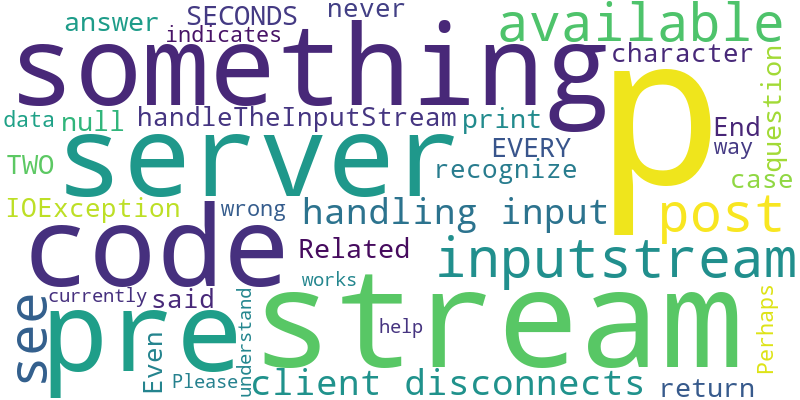 answer
SECONDS
never
indicates
available
something
p
character
data
null
handleTheInputStream
print
End
question
TWO
server
EVERY
way
recognize
case
IOException
code
wrong
handling input
post
Related
inputstream
see
currently
said
works
stream
pre
Even
understand
help
Perhaps
Please
client disconnects
return